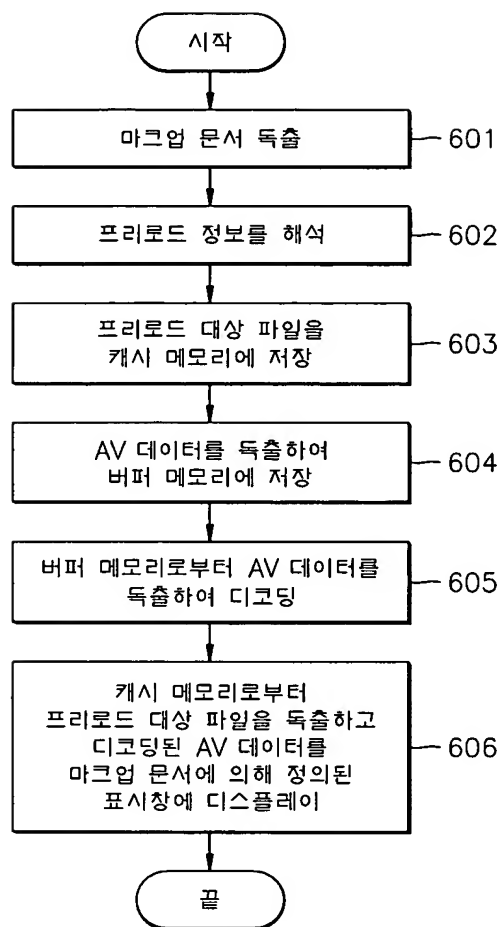 시작
마크업 문서 독출
601
프리로드 정보를 해석
602
프리로드 대상 파일을
캐시 메모리에 저장
603
AV 데이터를 독출하여
버퍼 메모리에 저장
604
버퍼 메모리로부터 AV 데이터를
독출하여 디코딩
605
캐시 메모리로부터
프리로드 대상 파일을 독출하고
디코딩된 AV 데이터를
마크업 문서에 의해 정의된
표시창에 디스플레이
606
끝